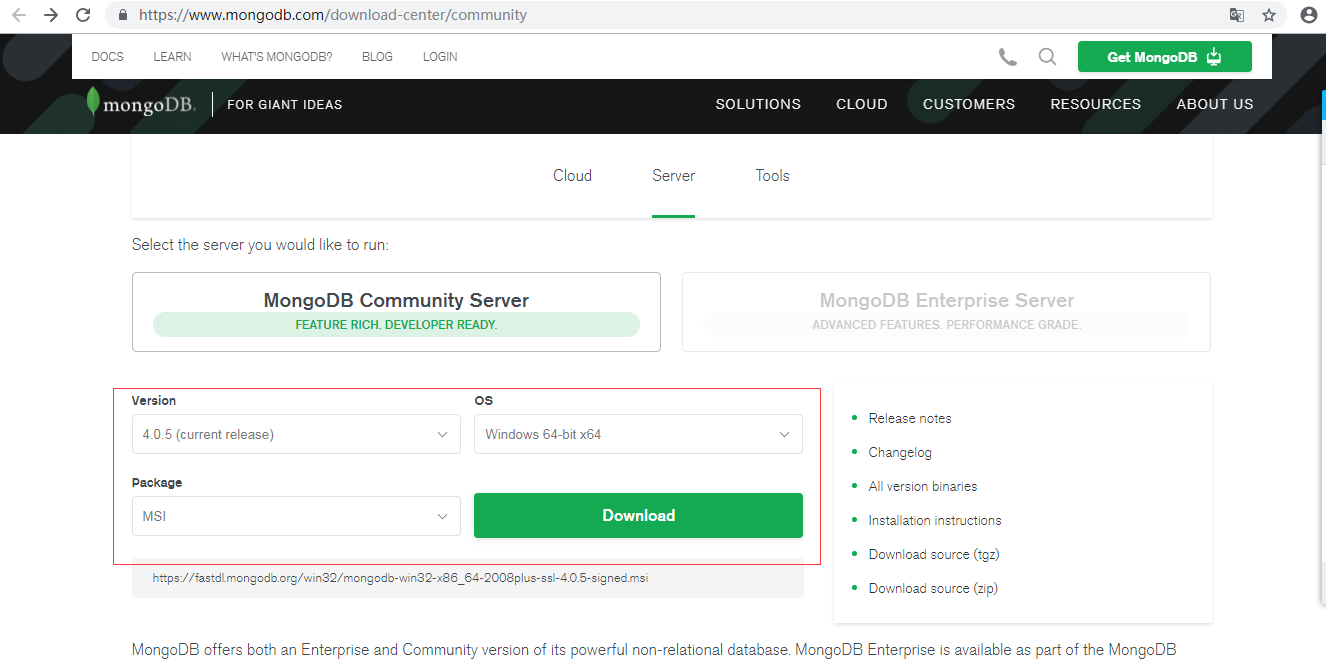 https://www.mongodb.com/download-center/community
DOCS LEARN WHAT'S MONGODB? BLOG LOGIN Get MongoDB
mongoDB. FOR GIANT IDEAS SOLUTIONS CLOUD CUSTOMERS RESOURCES ABOUT US
Cloud Server Tools
Select the server you would like to run:
MongoDB Community Server
FEATURE RICH. DEVELOPER READY.
MongoDB Enterprise Server
ADVANCED FEATURES. PERFORMANCE GRADE.
Version OS
4.0.5 (current release) Windows 64-bit x64
Package
MSI Download
https://fastdl.mongodb.org/win32/mongodb-win32-x86_64-2008plus-ssl-4.0.5-signed.msi
Release notes
Changelog
All version binaries
Installation instructions
Download source (tgz)
Download source (zip)
MongoDB offers both an Enterprise and Community version of its powerful non-relational database. MongoDB Enterprise is available as part of the MongoDB